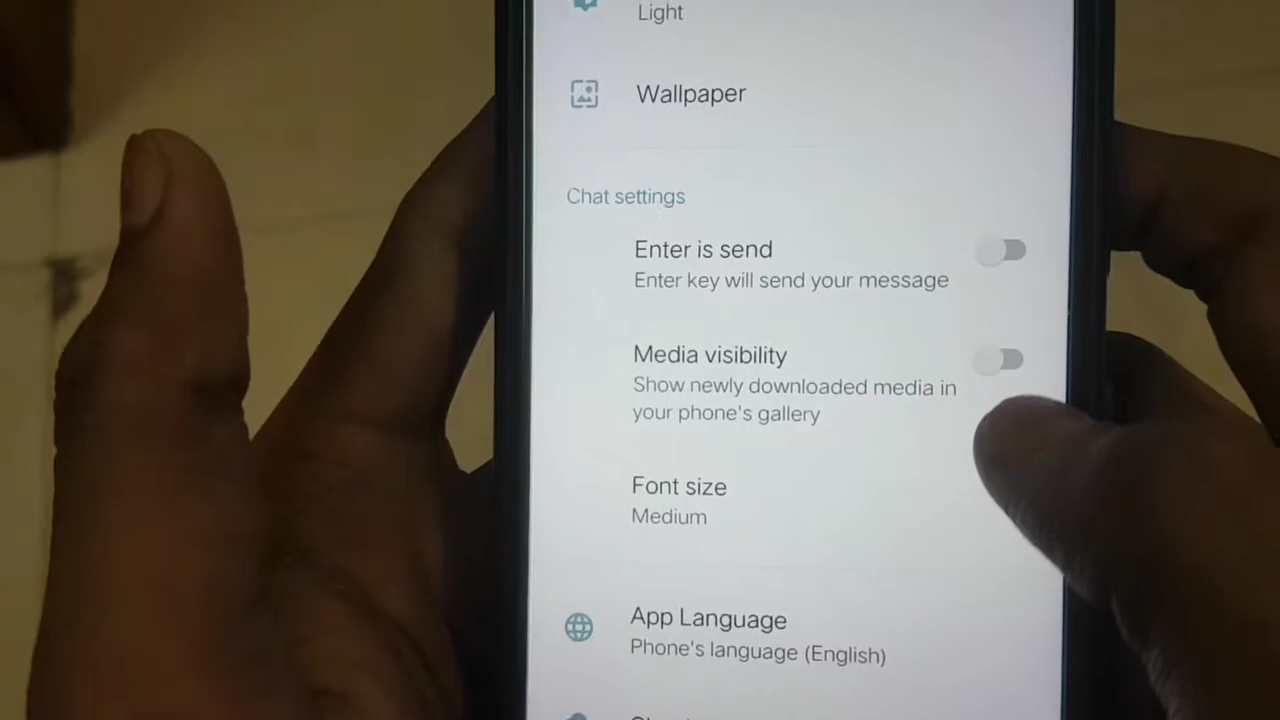 Light
Wallpaper
Chat settings
Enter is send
Enter key will send your message
Media visibility
Show newly downloaded media in
your phone's gallery
Font size
Medium
App Language
Phone's language (English)